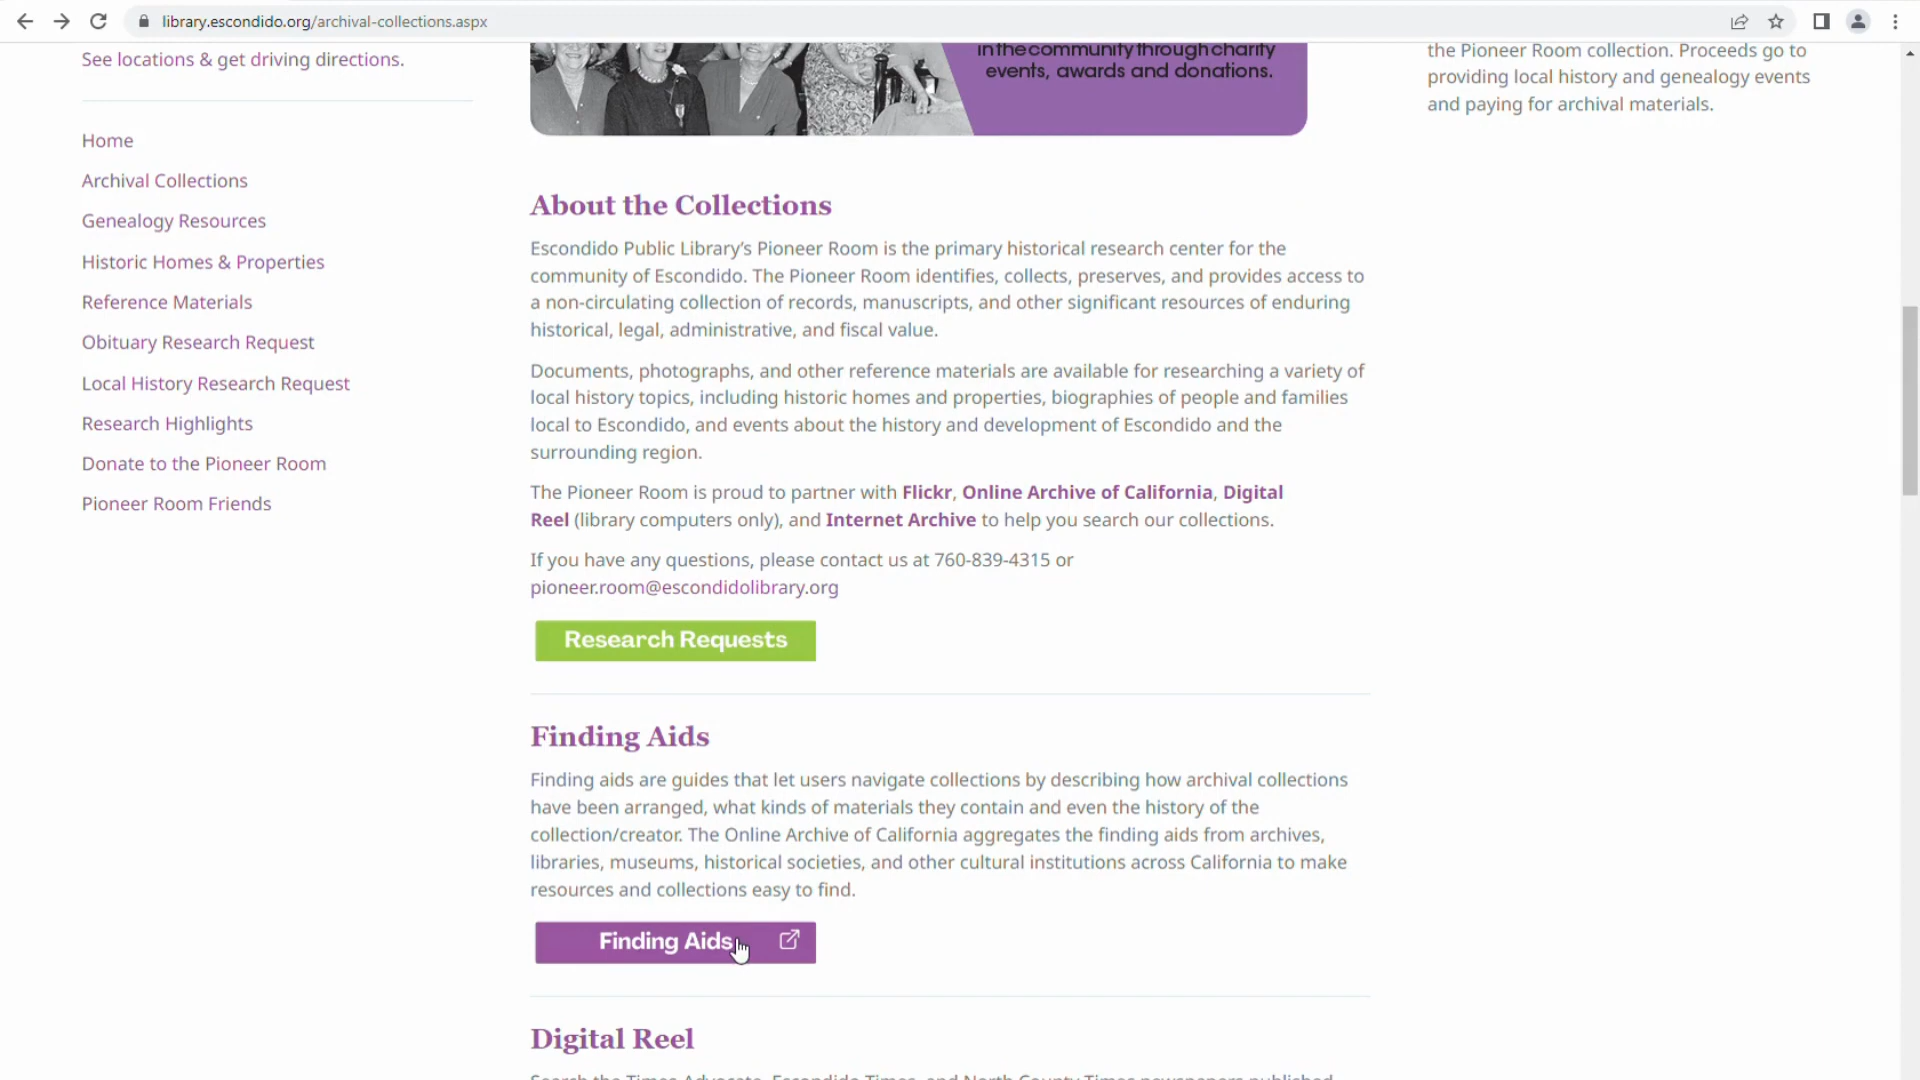 library.escondido.org/archival-collections.aspx
See locations & get driving directions.
Home
Archival Collections
Genealogy Resources
Historic Homes & Properties
Reference Materials
Obituary Research Request
Local History Research Request
Research Highlights
Donate to the Pioneer Room
Pioneer Room Friends
in the community through charity
events, awards and donations.
About the Collections
Escondido Public Library’s Pioneer Room is the primary historical research center for the
community of Escondido. The Pioneer Room identifies, collects, preserves, and provides access to
a non-circulating collection of records, manuscripts, and other significant resources of enduring
historical, legal, administrative, and fiscal value.
Documents, photographs, and other reference materials are available for researching a variety of
local history topics, including historic homes and properties, biographies of people and families
local to Escondido, and events about the history and development of Escondido and the
surrounding region.
The Pioneer Room is proud to partner with Flickr, Online Archive of California, Digital
Reel (library computers only), and Internet Archive to help you search our collections.
If you have any questions, please contact us at 760-839-4315 or
pioneer.room@escondidolibrary.org
Research Requests
Finding Aids
Finding aids are guides that let users navigate collections by describing how archival collections
have been arranged, what kinds of materials they contain and even the history of the
collection/creator. The Online Archive of California aggregates the finding aids from archives,
libraries, museums, historical societies, and other cultural institutions across California to make
resources and collections easy to find.
Finding Aids
Digital Reel
Search the Times Advocate, Escondido Times, and North County Times newspapers published
the Pioneer Room collection. Proceeds go to
providing local history and genealogy events
and paying for archival materials.